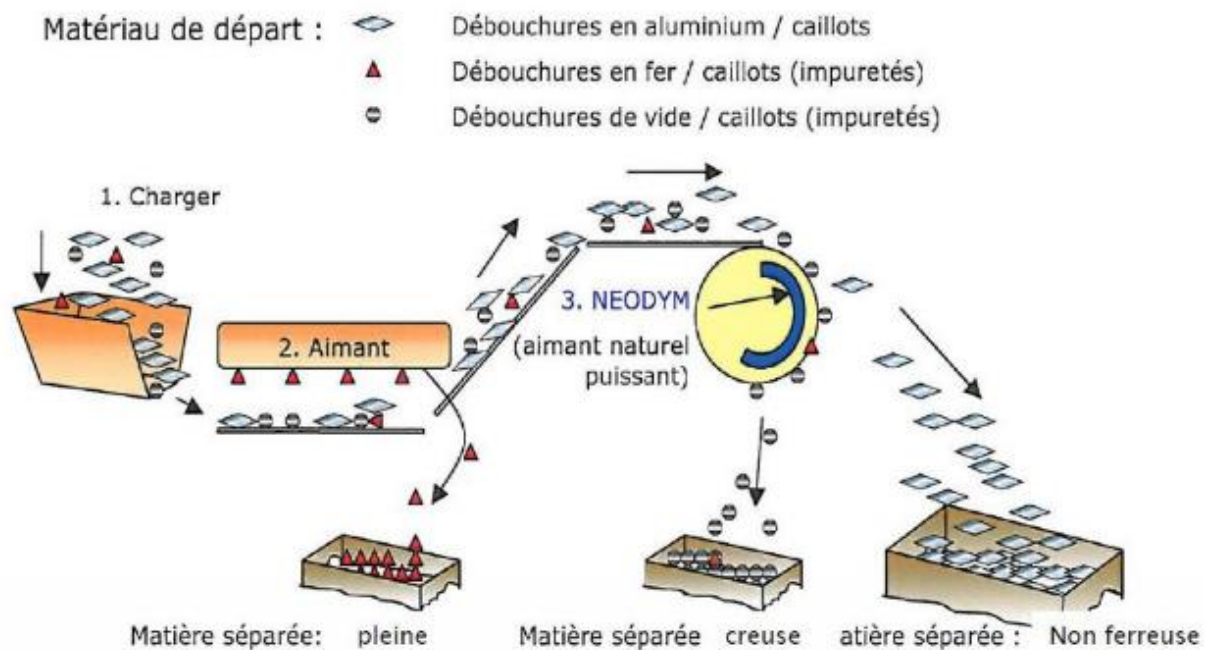 Matériau de départ : Débouchures en aluminium / caillots
Débouchures en fer / caillots (impuretés)
Débouchures de vide / caillots (impuretés)
1. Charger
2. Aimant
3. NEODYM
(aimant naturel
puissant)
Matière séparée: pleine
Matière séparée creuse
atière séparée : Non ferreuse